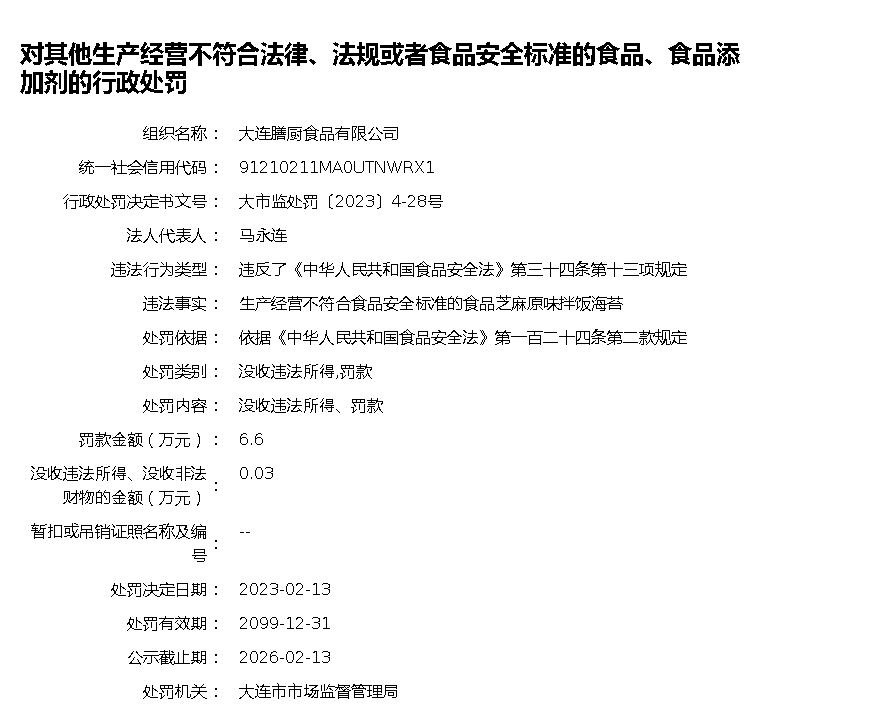 对其他生产经营不符合法律、法规或者食品安全标准的食品、食品添
加剂的行政处罚
组织名称： 大连膳厨食品有限公司
统一社会信用代码： 91210211MA0UTNWRX1
行政处罚决定书文号： 大市监处罚〔2023〕4-28号
法人代表人： 马永连
违法行为类型： 违反了《中华人民共和国食品安全法》第三十四条第十三项规定
违法事实： 生产经营不符合食品安全标准的食品芝麻原味拌饭海苔
处罚依据： 依据《中华人民共和国食品安全法》第一百二十四条第二款规定
处罚类别： 没收违法所得,罚款
处罚内容： 没收违法所得、罚款
罚款金额（万元）： 6.6
没收违法所得、没收非法
财物的金额（万元）： 0.03
暂扣或吊销证照名称及编
号： --
处罚决定日期： 2023-02-13
处罚有效期： 2099-12-31
公示截止期： 2026-02-13
处罚机关： 大连市市场监督管理局